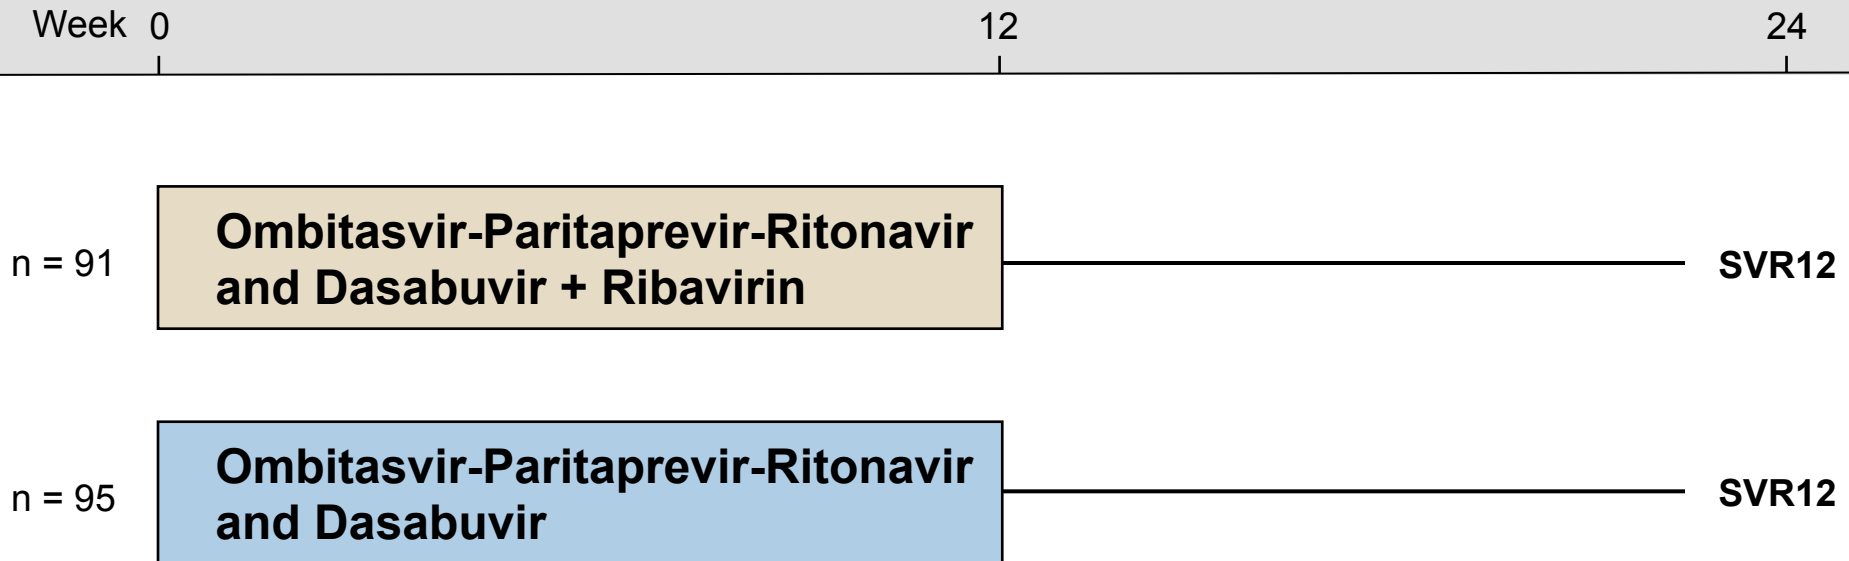 Week 0 12 24
Ombitasvir-Paritaprevir-Ritonavir
and Dasabuvir + Ribavirin
n = 91
SVR12
Ombitasvir-Paritaprevir-Ritonavir
and Dasabuvir
n = 95
SVR12